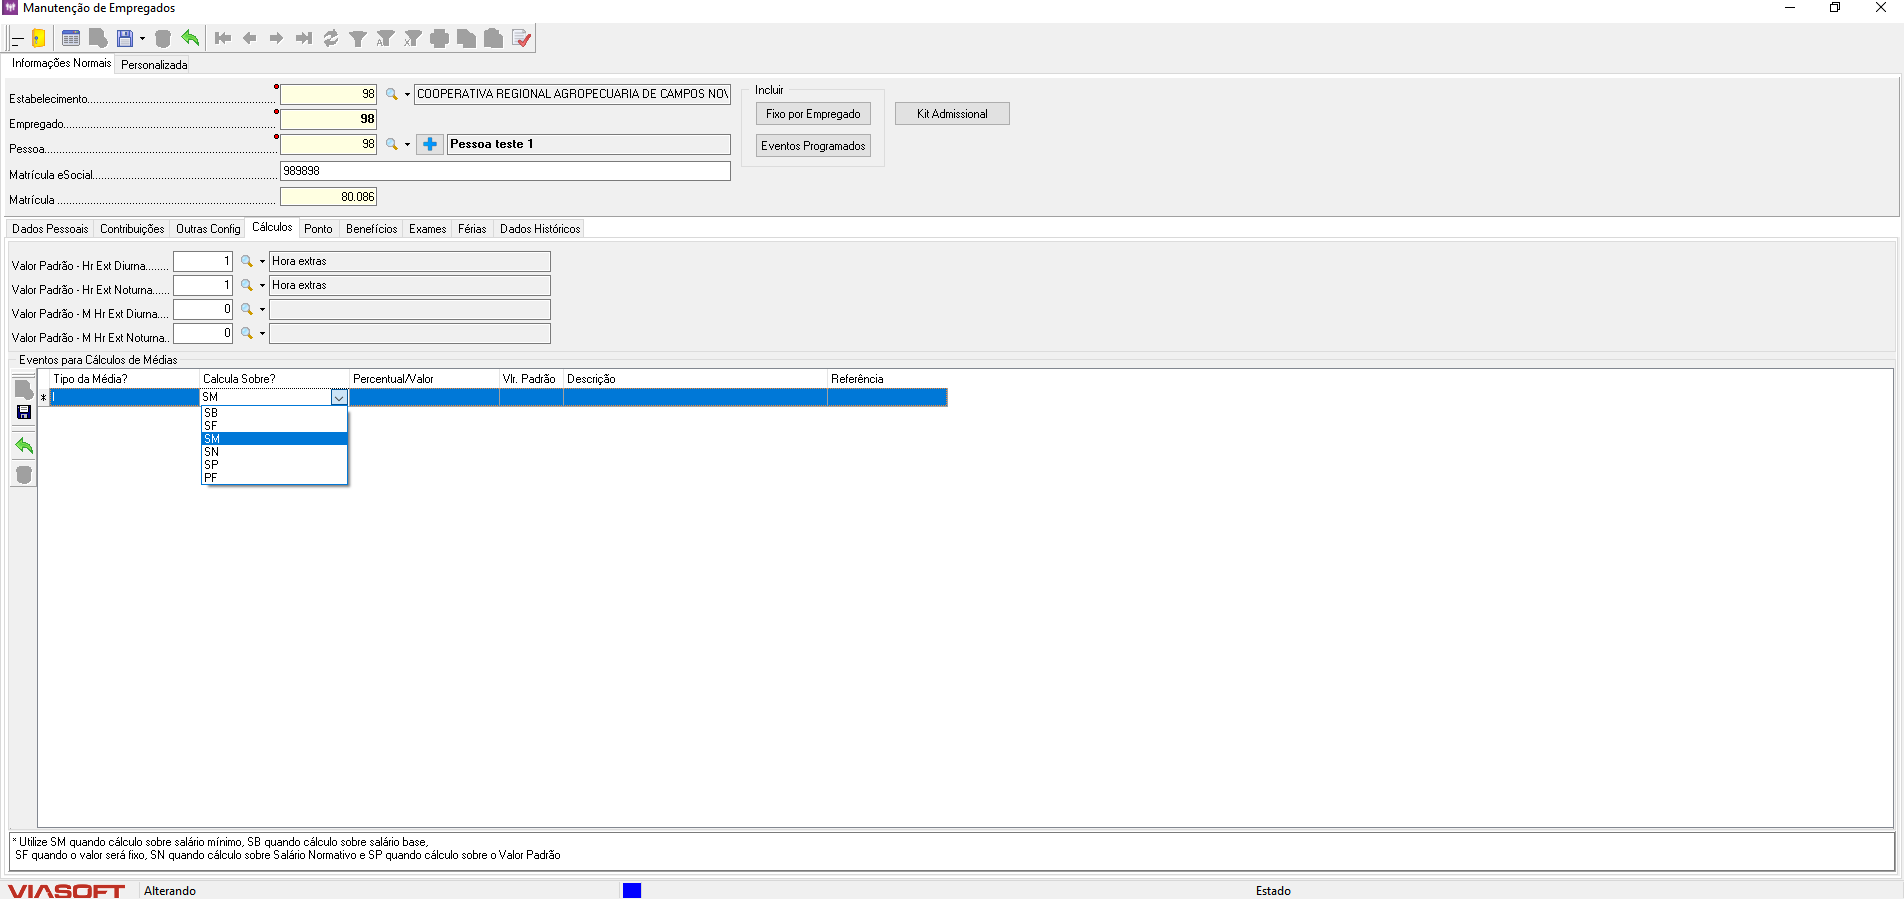 Manutenção de Empregados
Informações Normais Personalizada
Estabelecimento 98 COOPERATIVA REGIONAL AGROPECUARIA DE CAMPOS NOV
Empregado 98
Pessoa 98 Pessoa teste 1
Matrícula eSocial 989898
Matrícula 80.086
Incluir
Fixo por Empregado
Eventos Programados
Kit Admissional
Dados Pessoais Contribuições Outras Config Cálculos Ponto Benefícios Exames Férias Dados Históricos
Valor Padrão - Hr Ext Diurna 1 Hora extras
Valor Padrão - Hr Ext Noturna 1 Hora extras
Valor Padrão - M Hr Ext Diurna 0
Valor Padrão - M Hr Ext Noturna 0
Eventos para Cálculos de Médias
Tipo da Média? Calcula Sobre? Percentual/Valor Vlr. Padrão Descrição Referência
* SM
SB
SF
SM
SN
SP
PF
* Utilize SM quando cálculo sobre salário mínimo, SB quando cálculo sobre salário base,
SF quando o valor será fixo, SN quando cálculo sobre Salário Normativo e SP quando cálculo sobre o Valor Padrão
VIASOFT Alterando Estado